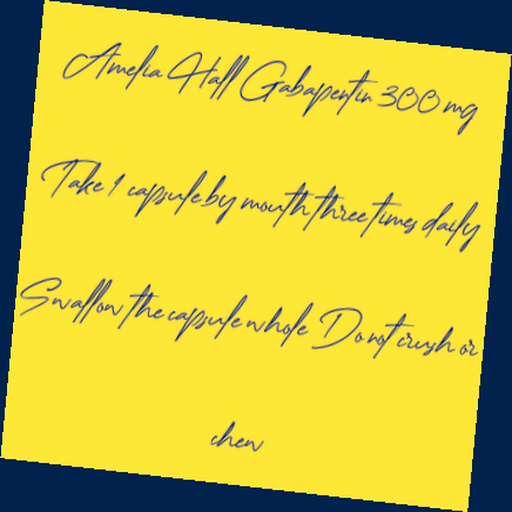 Amelia Hall Gabapentin 300 mg
Take 1 capsule by mouth three times daily
Swallow the capsule whole Do not crush or
chew